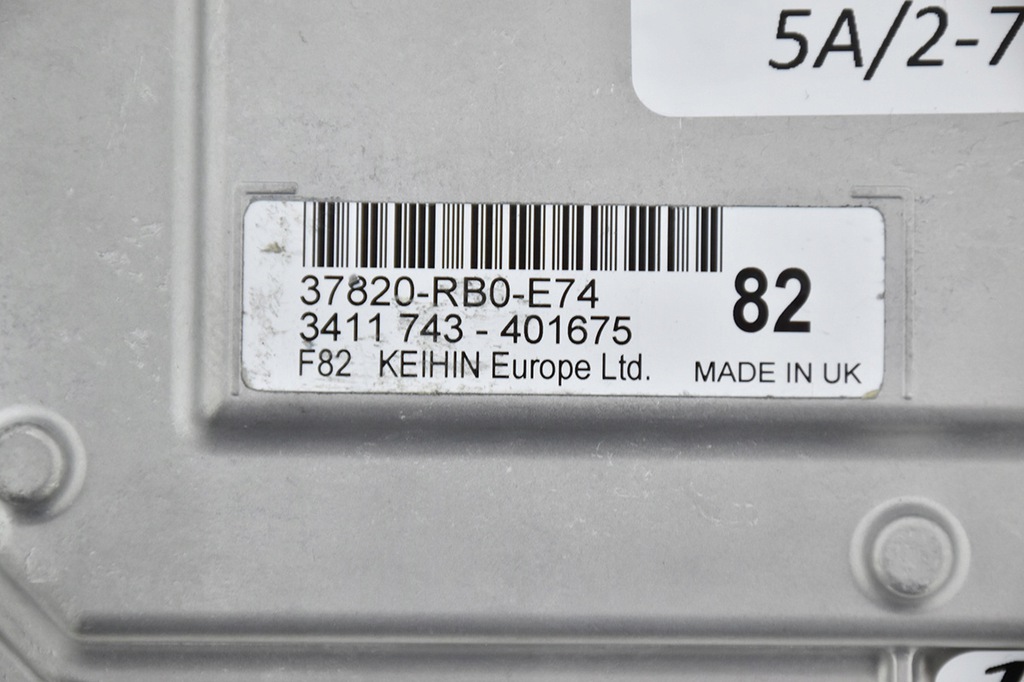 5A/2-7
37820-RB0-E74
3411 743 - 401675
82
F82 KEIHIN Europe Ltd.
MADE IN UK